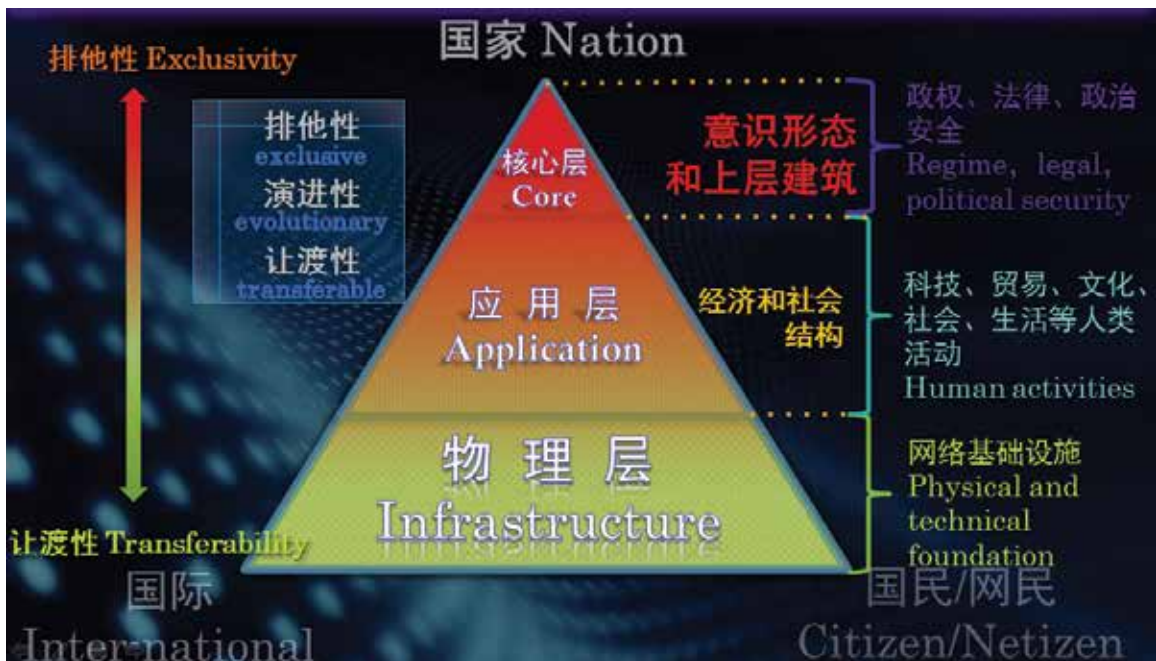 国家 Nation
排他性 Exclusivity
排他性
exclusive
演进性
evolutionary
让渡性
transferable
核心层
Core
意识形态
和上层建筑
政权、法律、政治
安全
Regime, legal,
political security
应用层
Application
经济和社会
结构
科技、贸易、文化、
社会、生活等人类
活动
Human activities
物理层
Infrastructure
网络基础设施
Physical and
technical
foundation
让渡性 Transferability
国际
Inter-national
国民/网民
Citizen/Netizen